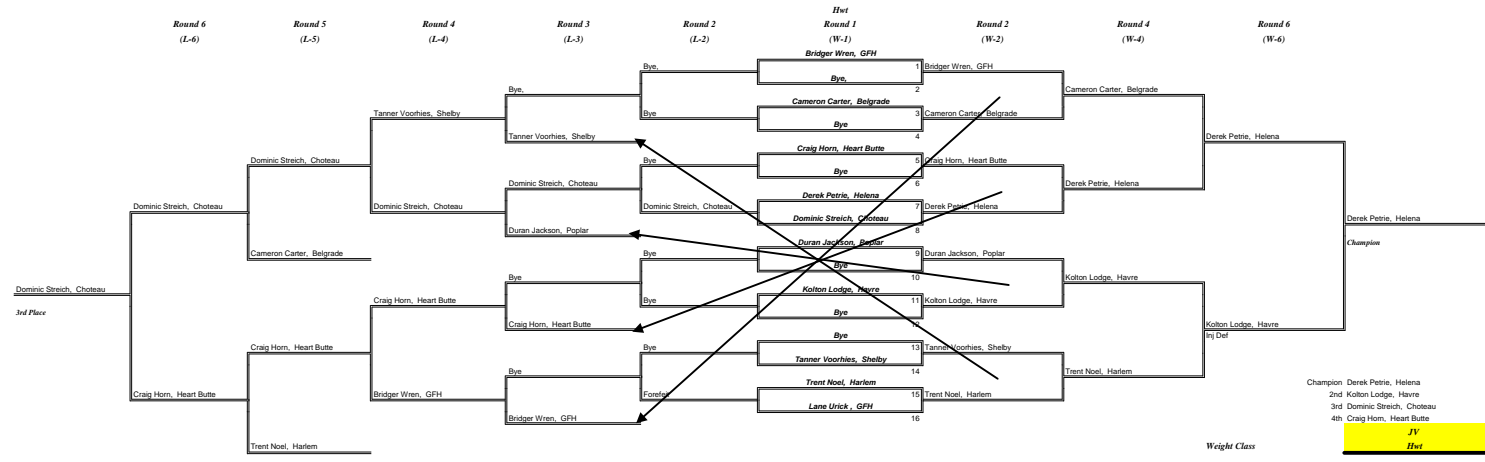 Hwt
Round 6 Round 5 Round 4 Round 3 Round 2 Round 1 Round 2 Round 4 Round 6
(L-6) (L-5) (L-4) (L-3) (L-2) (W-1) (W-2) (W-4) (W-6)
Bridger Wren, GFH
Bye, 1 Bridger Wren, GFH
Bye,
2
Bye, Cameron Carter, Belgrade
Cameron Carter, Belgrade
Tanner Voorhies, Shelby Bye 3 Cameron Carter, Belgrade
Bye
Tanner Voorhies, Shelby 4 Derek Petrie, Helena
Craig Horn, Heart Butte
Dominic Streich, Choteau Bye 5 Craig Horn, Heart Butte
Bye
6
Dominic Streich, Choteau Derek Petrie, Helena
Derek Petrie, Helena
Dominic Streich, Choteau Dominic Streich, Choteau Dominic Streich, Choteau 7 Derek Petrie, Helena
Dominic Streich, Choteau Derek Petrie, Helena
Duran Jackson, Poplar 8
Duran Jackson, Poplar Champion
Cameron Carter, Belgrade Bye 9 Duran Jackson, Poplar
Bye
10
Bye Kolton Lodge, Havre
Dominic Streich, Choteau Kolton Lodge, Havre
Craig Horn, Heart Butte Bye 11 Kolton Lodge, Havre
3rd Place Bye
Craig Horn, Heart Butte 12 Kolton Lodge, Havre
Bye Inj Def
Craig Horn, Heart Butte Bye 13 Tanner Voorhies, Shelby
Tanner Voorhies, Shelby
14
Bye Trent Noel, Harlem
Trent Noel, Harlem Champion Derek Petrie, Helena
Craig Horn, Heart Butte Bridger Wren, GFH Forefeit 15 Trent Noel, Harlem 2nd Kolton Lodge, Havre
Lane Urick , GFH 3rd Dominic Streich, Choteau
Bridger Wren, GFH 16 4th Craig Horn, Heart Butte
JV
Trent Noel, Harlem Weight Class Hwt